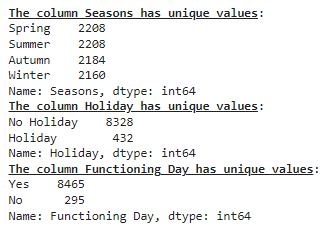 The column Seasons has unique values:
Spring    2208
Summer    2208
Autumn    2184
Winter    2160
Name: Seasons, dtype: int64
The column Holiday has unique values:
No Holiday    8328
Holiday        432
Name: Holiday, dtype: int64
The column Functioning Day has unique values:
Yes    8465
No      295
Name: Functioning Day, dtype: int64